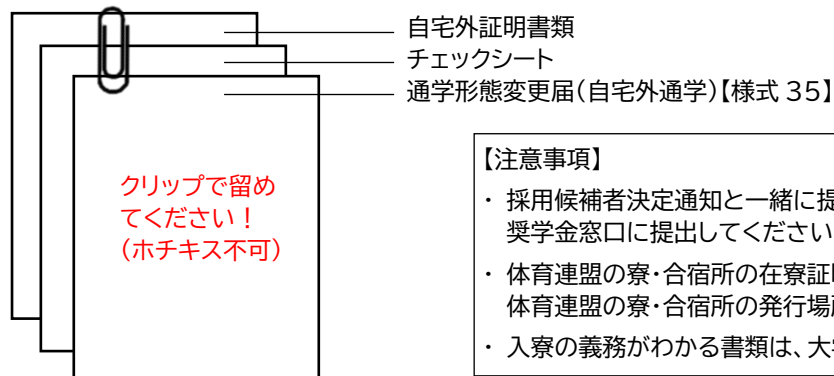 自宅外証明書類
チェックシート
通学形態変更届(自宅外通学)【様式 35】
クリップで留め
てください！
(ホチキス不可)
【注意事項】
・ 採用候補者決定通知と一緒に提
奨学金窓口に提出してください
・ 体育連盟の寮・合宿所の在寮証
体育連盟の寮・合宿所の発行場
・ 入寮の義務がわかる書類は、大